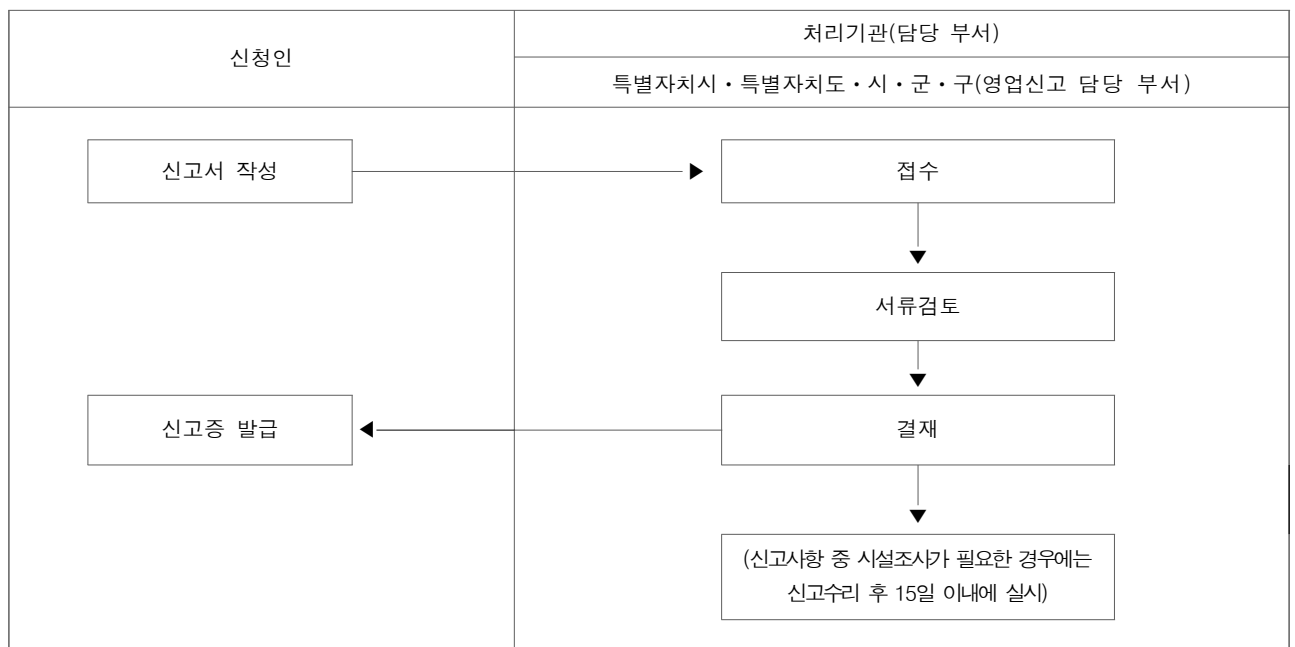 신청인
처리기관(담당 부서)
특별자치시・특별자치도・시・군・구(영업신고 담당 부서)
신고서 작성
접수
서류검토
신고증 발급
결재
(신고사항 중 시설조사가 필요한 경우에는
신고수리 후 15일 이내에 실시)